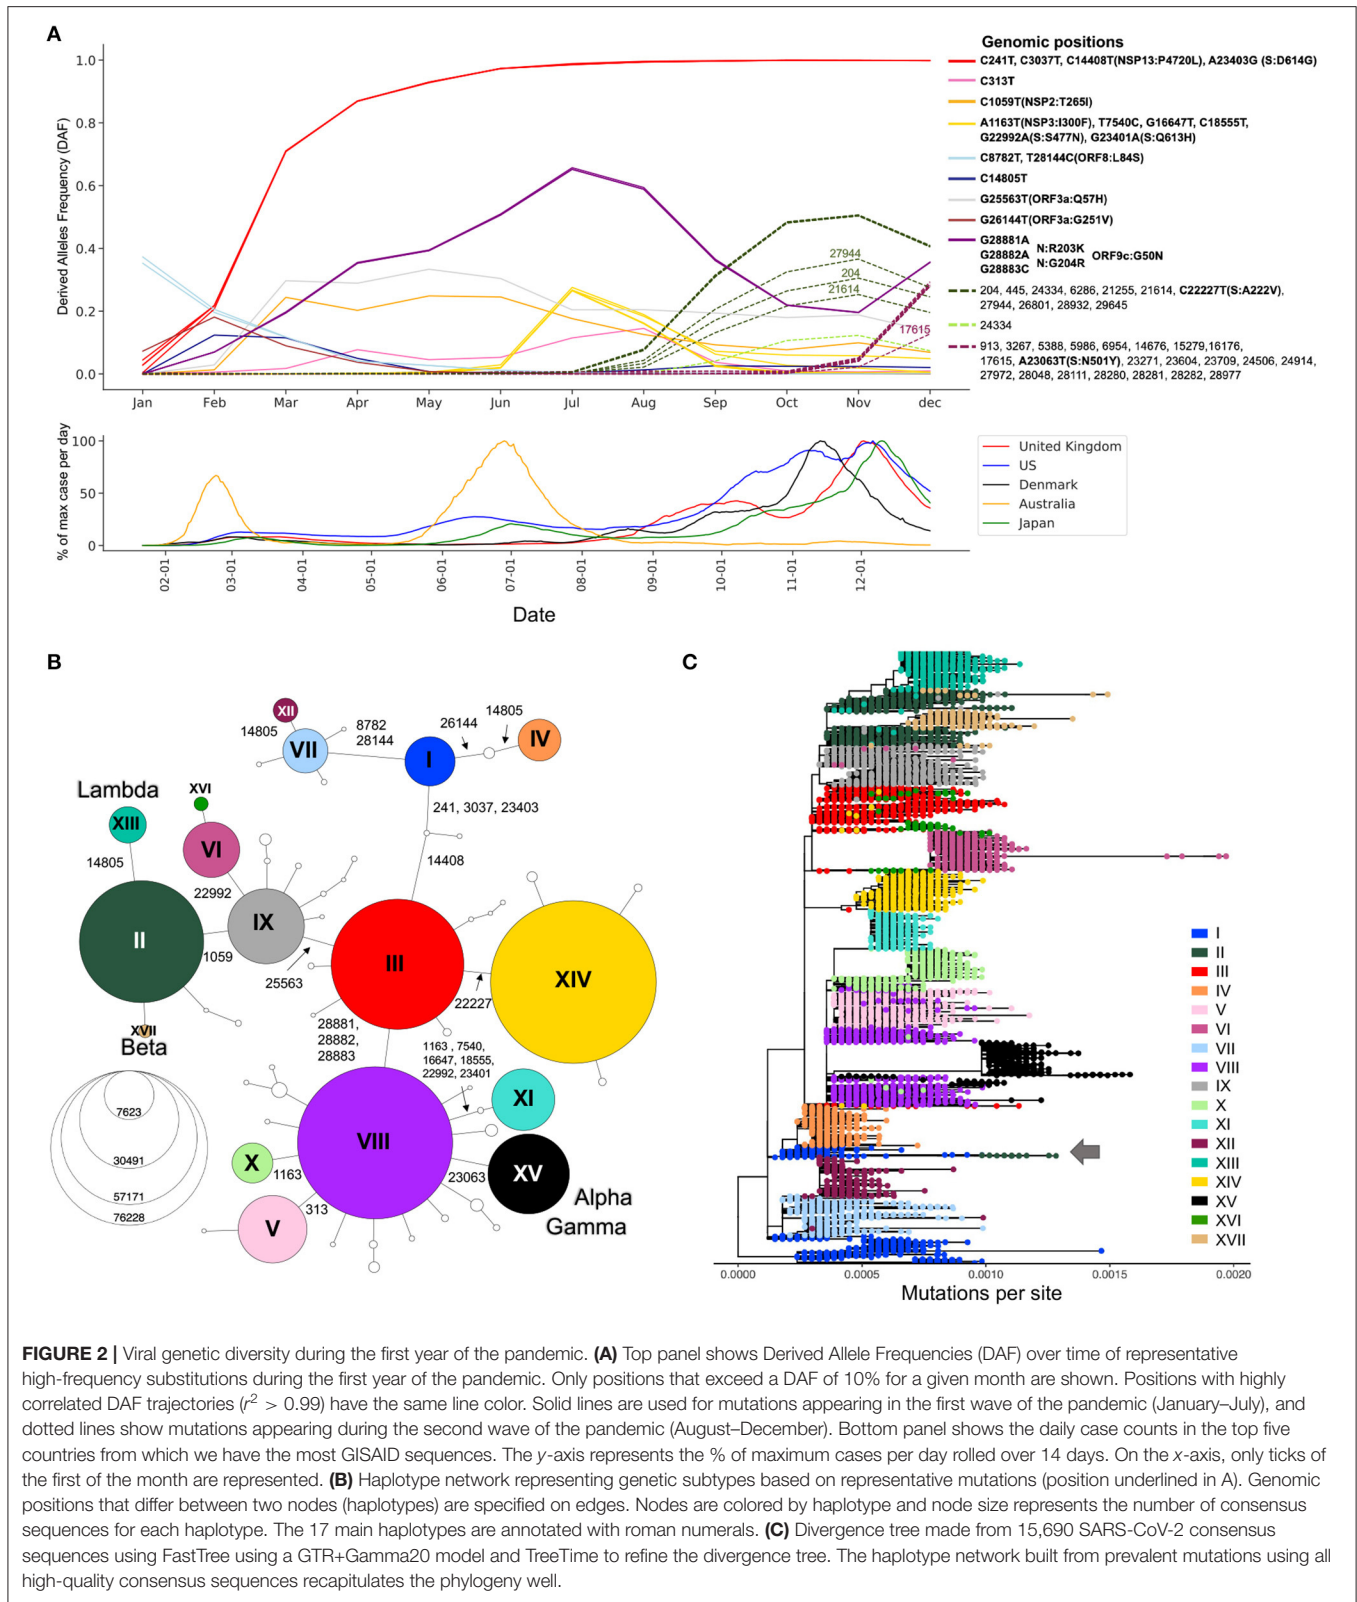 A
Genomic positions
Derived Alleles Frequency (DAF)
1.0
0.8
0.6
0.4
0.2
0.0
Jan
Feb
Mar
Apr
May
Jun
Jul
Aug
Sep
Oct
Nov
dec
27944
204
21614
17615
C241T, C3037T, C14408T(NSP13:P4720L), A23403G (S:D614G)
C313T
C1059T(NSP2:T265I)
A1163T(NSP3:I300F), T7540C, G16647T, C18555T,
G22992A(S:S477N), G23401A(S:Q613H)
C8782T, T28144C(ORF8:L84S)
C14805T
G25563T(ORF3a:Q57H)
G26144T(ORF3a:G251V)
G28881A
G28882A
G28883C
N:R203K
N:G204R
ORF9c:G50N
204, 445, 24334, 6286, 21255, 21614, C22227T(S:A222V),
27944, 26801, 28932, 29645
24334
913, 3267, 5388, 5986, 6954, 14676, 15279,16176,
17615, A23063T(S:N501Y), 23271, 23604, 23709, 24506, 24914,
27972, 28048, 28111, 28280, 28281, 28282, 28977
% of max case per day
100
50
0
02-01
03-01
04-01
05-01
06-01
07-01
08-01
09-01
10-01
11-01
12-01
Date
United Kingdom
US
Denmark
Australia
Japan
B
XII
14805
VII
8782
28144
I
26144
14805
IV
241, 3037, 23403
14408
Lambda
XIII
14805
XVI
VI
22992
IX
II
1059
25563
III
XIV
22227
XVII
Beta
28881,
28882,
28883
1163 , 7540,
16647, 18555,
22992, 23401
XI
VIII
X
1163
V
313
23063
XV
Alpha
Gamma
7623
30491
57171
76228
C
I
II
III
IV
V
VI
VII
VIII
IX
X
XI
XII
XIII
XIV
XV
XVI
XVII
0.0000
0.0005
0.0010
0.0015
0.0020
Mutations per site
FIGURE 2 | Viral genetic diversity during the first year of the pandemic. (A) Top panel shows Derived Allele Frequencies (DAF) over time of representative
high-frequency substitutions during the first year of the pandemic. Only positions that exceed a DAF of 10% for a given month are shown. Positions with highly
correlated DAF trajectories (r² > 0.99) have the same line color. Solid lines are used for mutations appearing in the first wave of the pandemic (January–July), and
dotted lines show mutations appearing during the second wave of the pandemic (August–December). Bottom panel shows the daily case counts in the top five
countries from which we have the most GISAID sequences. The y-axis represents the % of maximum cases per day rolled over 14 days. On the x-axis, only ticks of
the first of the month are represented. (B) Haplotype network representing genetic subtypes based on representative mutations (position underlined in A). Genomic
positions that differ between two nodes (haplotypes) are specified on edges. Nodes are colored by haplotype and node size represents the number of consensus
sequences for each haplotype. The 17 main haplotypes are annotated with roman numerals. (C) Divergence tree made from 15,690 SARS-CoV-2 consensus
sequences using FastTree using a GTR+Gamma20 model and TreeTime to refine the divergence tree. The haplotype network built from prevalent mutations using all
high-quality consensus sequences recapitulates the phylogeny well.